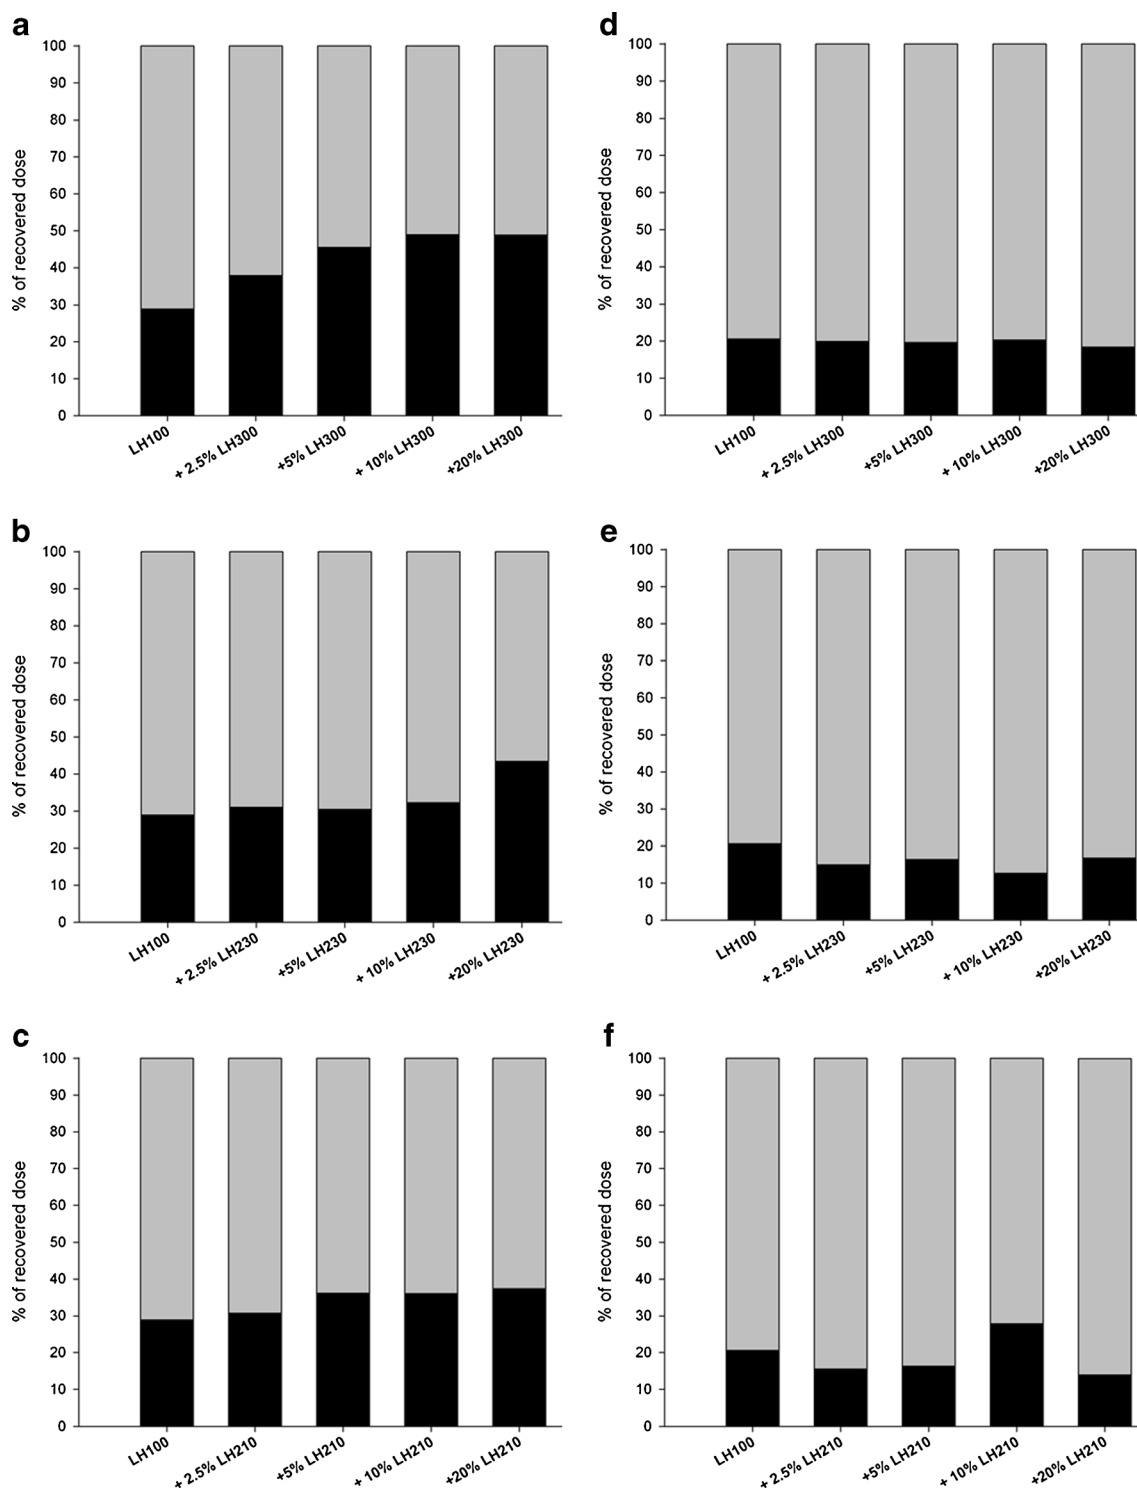 a
% of recovered dose
100
90
80
70
60
50
40
30
20
10
0
LH100
+ 2.5% LH300
+5% LH300
+ 10% LH300
+20% LH300
d
% of recovered dose
100
90
80
70
60
50
40
30
20
10
0
LH100
+ 2.5% LH300
+5% LH300
+ 10% LH300
+20% LH300
b
% of recovered dose
100
90
80
70
60
50
40
30
20
10
0
LH100
+ 2.5% LH230
+5% LH230
+ 10% LH230
+20% LH230
e
% of recovered dose
100
90
80
70
60
50
40
30
20
10
0
LH100
+ 2.5% LH230
+5% LH230
+ 10% LH230
+20% LH230
c
% of recovered dose
100
90
80
70
60
50
40
30
20
10
0
LH100
+ 2.5% LH210
+5% LH210
+ 10% LH210
+20% LH210
f
% of recovered dose
100
90
80
70
60
50
40
30
20
10
0
LH100
+ 2.5% LH210
+5% LH210
+ 10% LH210
+20% LH210